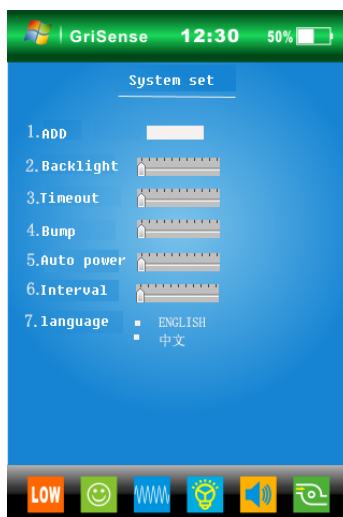 GriSense 12:30 50%
System set
1.ADD
2.Backlight
3.Timeout
4.Bump
5.Auto power
6.Interval
7.language
ENGLISH
中文
LOW